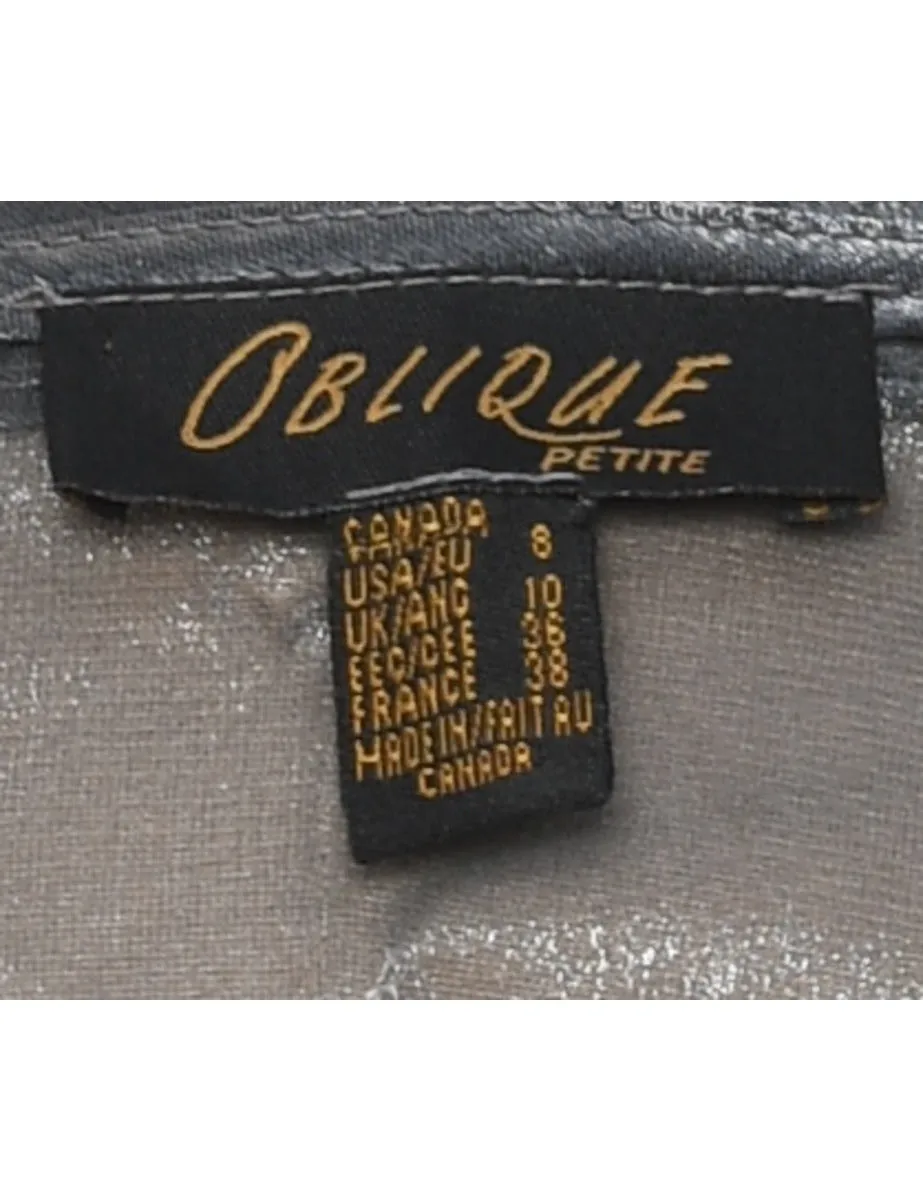 OBLIQUE
PETITE
CANADA 8
USA/EU
UK/ANG 10
EEC/CEE 36
FRANCE 38
MADE IN/FAIT AU
CANADA